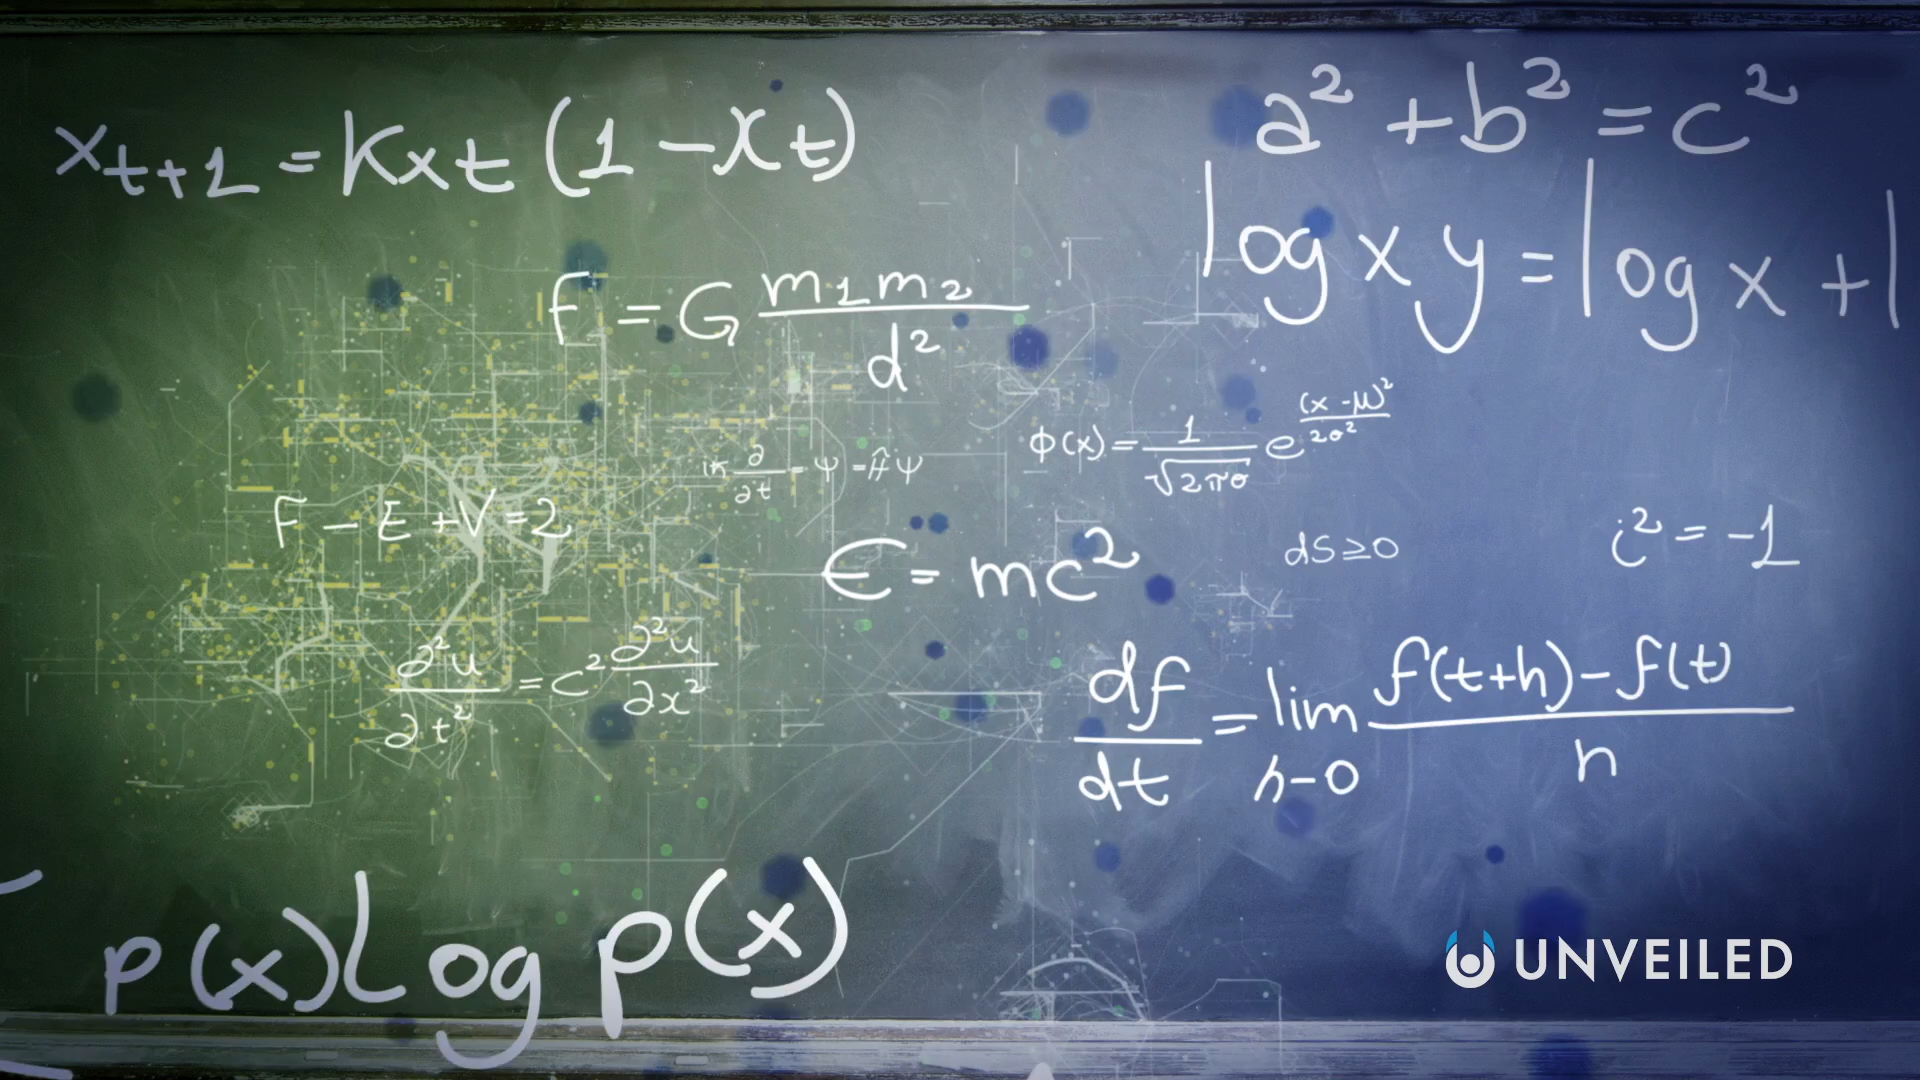 x_{t+1} = kx_t (1 - x_t)
a² + b² = c²
log xy = log x + l
F = G m₁m₂ / d²
ϕ(x) = 1 / √2πσ e^{(x-μ)² / 2σ²}
iℏ ∂/∂t = ψ = Ĥψ
F - E + V = 2
E = mc²
dS ≥ 0
i² = -1
∂²u / ∂t² = c² ∂²u / ∂x²
df / dt = lim h-0 f(t+h) - f(t) / h
p(x) Log p(x)
UNVEILED